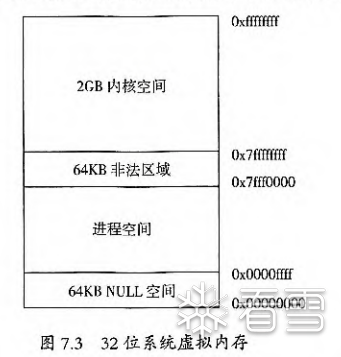 0xffffffff
2GB 内核空间
0x7fffffff
64KB 非法区域
0x7fff0000
进程空间
0x0000ffff
64KB NULL 空间
0x00000000
看雪
图 7.3 32 位系统虚拟内存